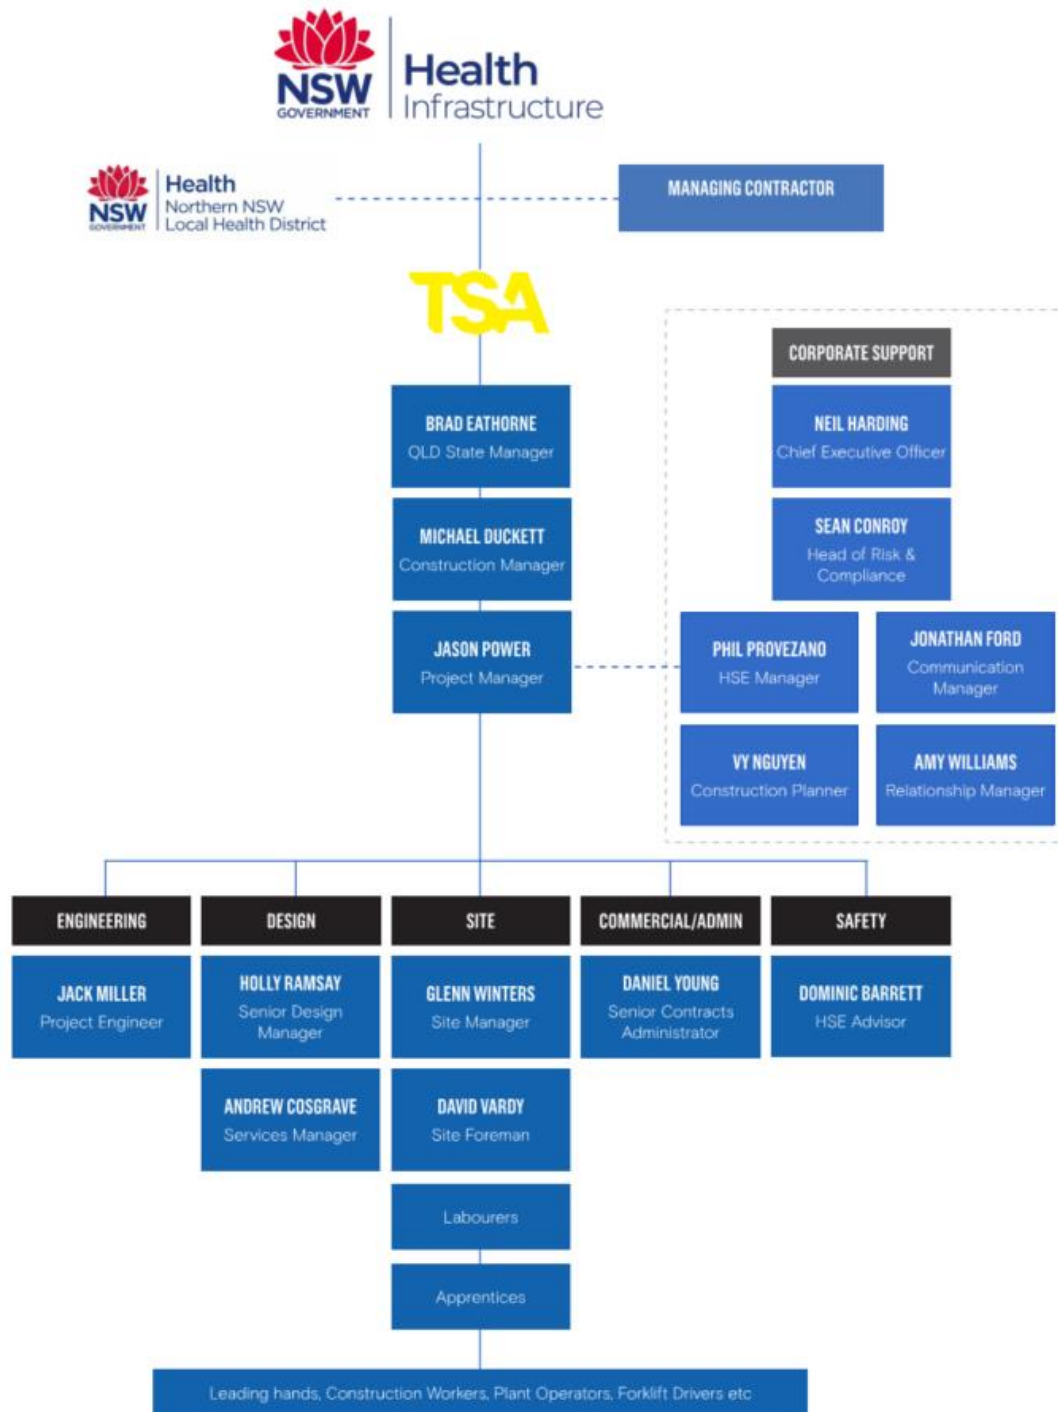 NSW
GOVERNMENT
Health
Infrastructure
NSW
GOVERNMENT
Health
Northern NSW
Local Health District
MANAGING CONTRACTOR
TSA
CORPORATE SUPPORT
BRAD EATHORNE
QLD State Manager
NEIL HARDING
Chief Executive Officer
MICHAEL DUCKETT
Construction Manager
SEAN CONROY
Head of Risk &
Compliance
JASON POWER
Project Manager
PHIL PROVEZANO
HSE Manager
JONATHAN FORD
Communication
Manager
VY NGUYEN
Construction Planner
AMY WILLIAMS
Relationship Manager
ENGINEERING
DESIGN
SITE
COMMERCIAL/ADMIN
SAFETY
JACK MILLER
Project Engineer
HOLLY RAMSAY
Senior Design
Manager
GLENN WINTERS
Site Manager
DANIEL YOUNG
Senior Contracts
Administrator
DOMINIC BARRETT
HSE Advisor
ANDREW COSGRAVE
Services Manager
DAVID VARDY
Site Foreman
Labourers
Apprentices
Leading hands, Construction Workers, Plant Operators, Forklift Drivers etc